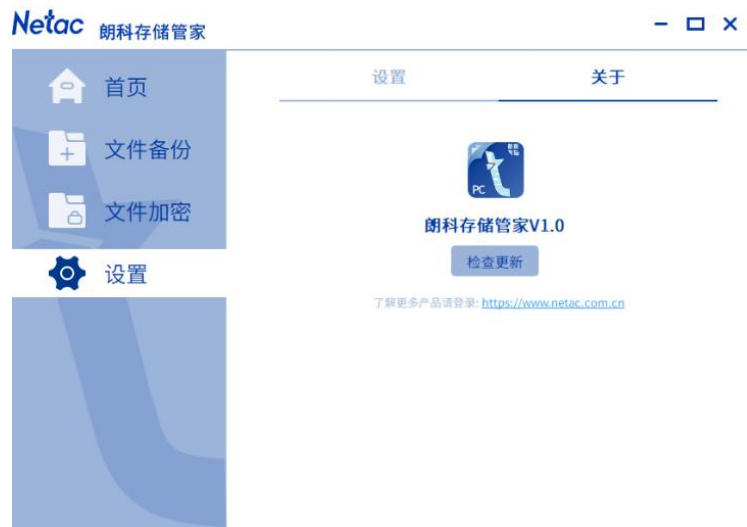 Netac 朗科存储管家
首页
文件备份
文件加密
设置
设置
关于
PC
朗科存储管家V1.0
检查更新
了解更多产品请登录: https://www.netac.com.cn